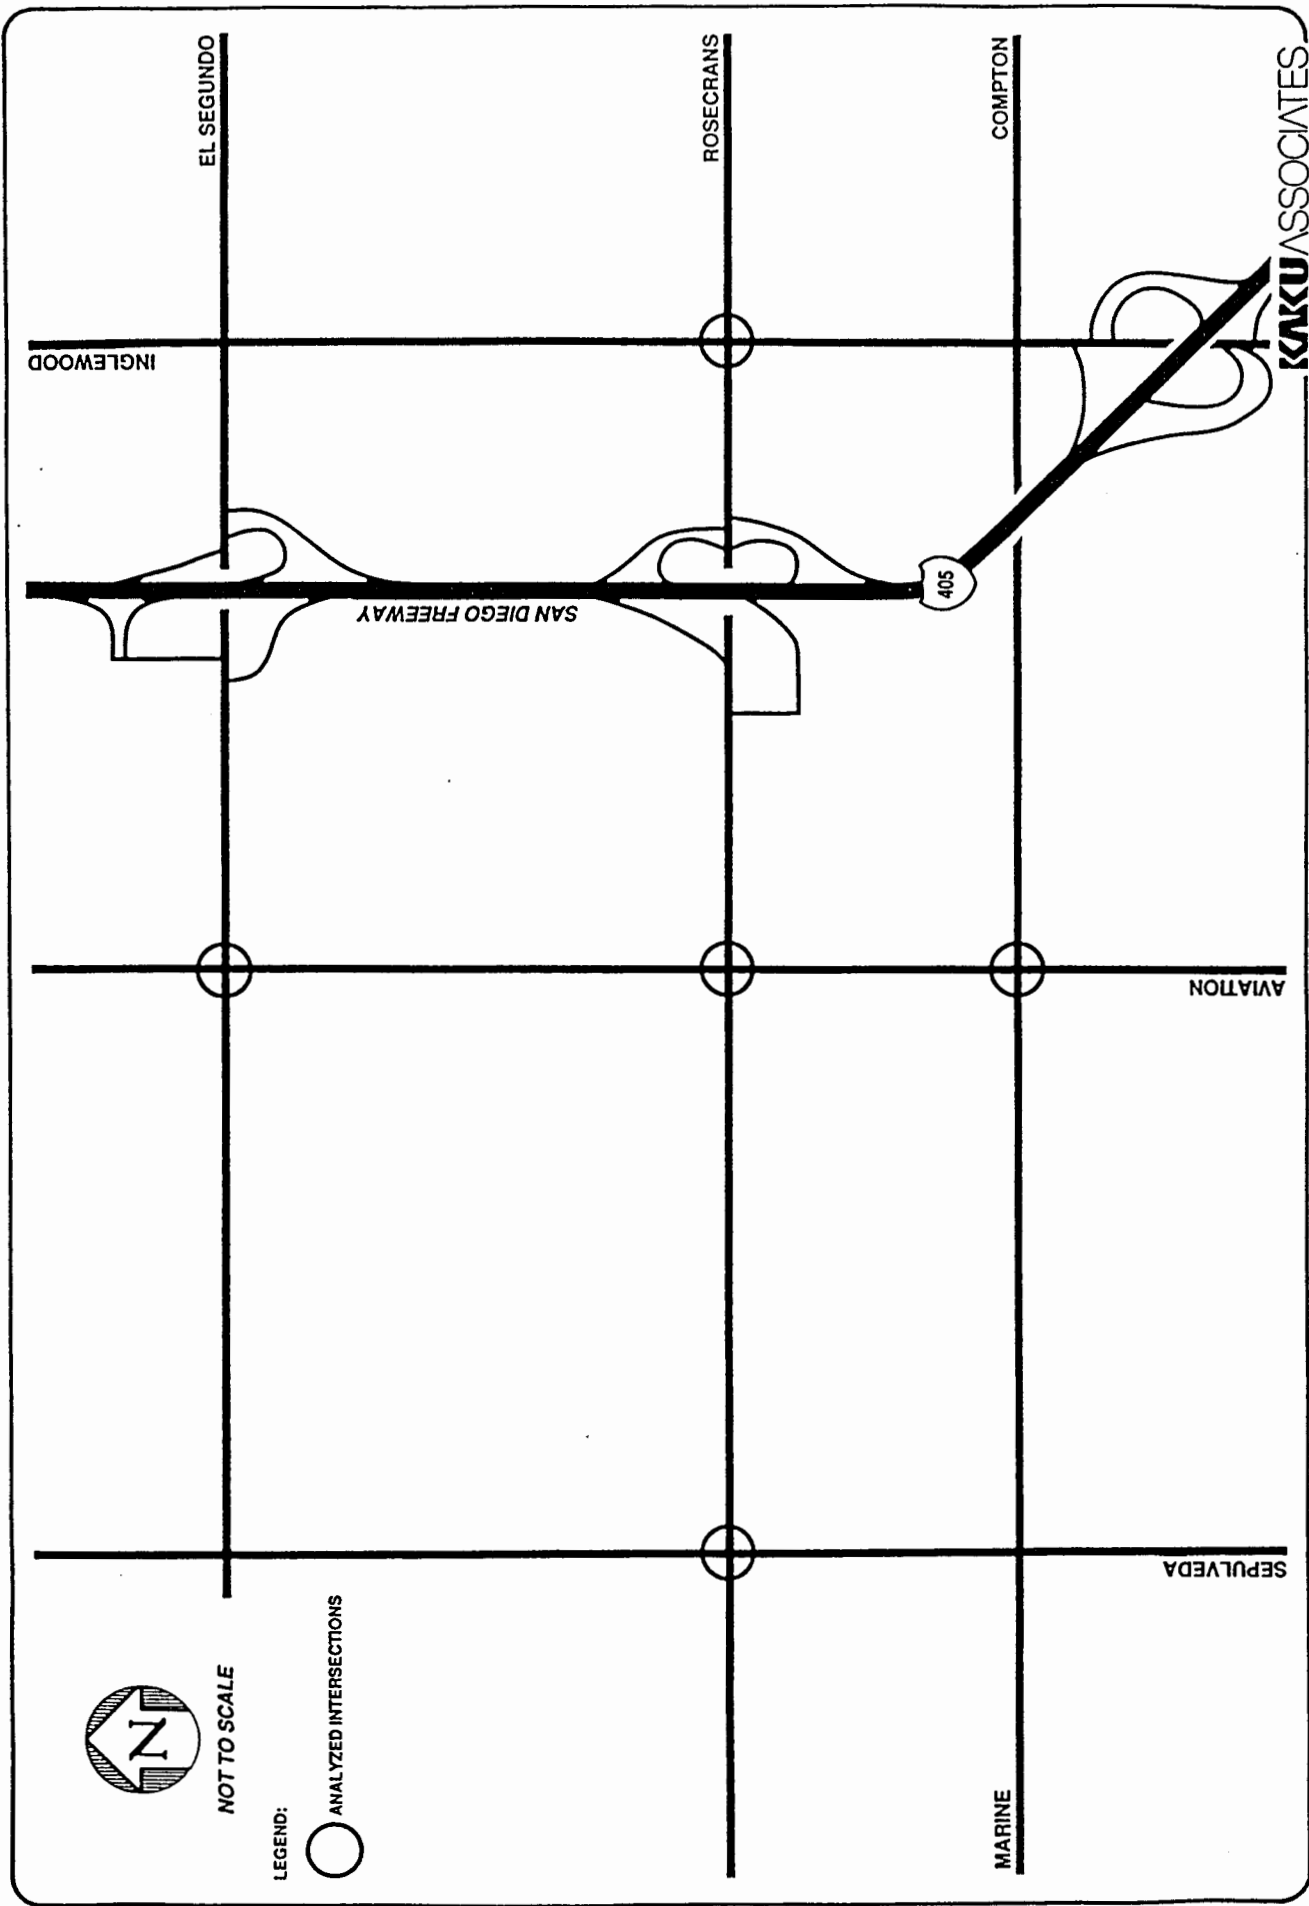 N
NOT TO SCALE
LEGEND:
ANALYZED INTERSECTIONS
EL SEGUNDO
ROSECRANS
MARINE
COMPTON
SEPULVEDA
AVIATION
SAN DIEGO FREEWAY
405
INGLEWOOD
KAKU ASSOCIATES